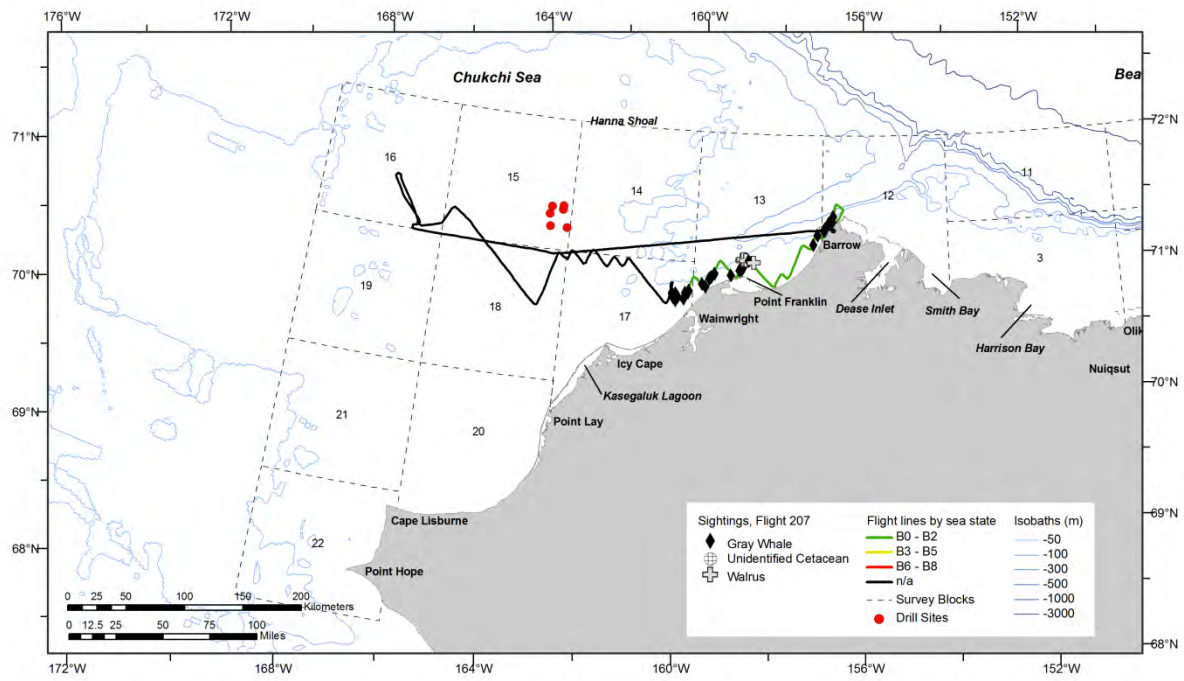 176°W 168°W 164°W 160°W 156°W 152°W
Chukchi Sea
Bea
72°N
71°N
Hanna Shoal
16
15
14
13
12
11
71°N
70°N
Barrow
3
19
18
17
Point Franklin
Dease Inlet
Smith Bay
Harrison Bay
Wainwright
Olik
Nuiqsut
Icy Cape
Kasegaluk Lagoon
70°N
69°N
21
20
Point Lay
Cape Lisburne
69°N
68°N
22
Point Hope
Sightings, Flight 207
Gray Whale
Unidentified Cetacean
Walrus
Flight lines by sea state
B0 - B2
B3 - B5
B6 - B8
n/a
Survey Blocks
Drill Sites
Isobaths (m)
-50
-100
-300
-500
-1000
-3000
0 25 50 100 150 200
Kilometers
0 12.5 25 50 75 100
Miles
68°N
172°W 168°W 164°W 160°W 156°W 152°W